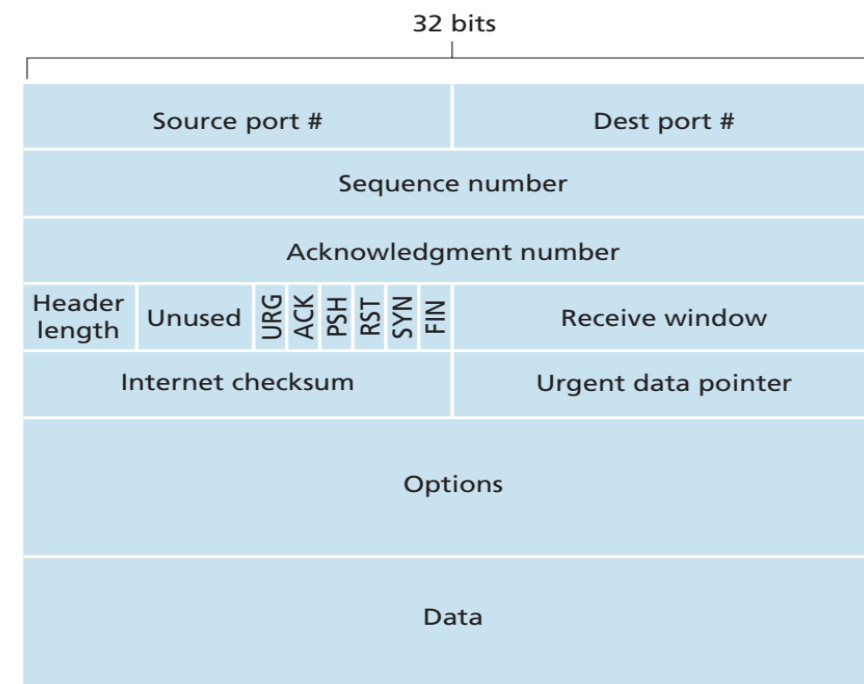 32 bits
Source port # Dest port #
Sequence number
Acknowledgment number
Header length Unused URG ACK PSH RST SYN FIN Receive window
Internet checksum Urgent data pointer
Options
Data